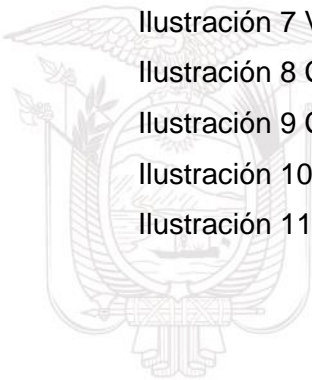 Ilustración 7 V
Ilustración 8 C
Ilustración 9 C
Ilustración 10
Ilustración 11